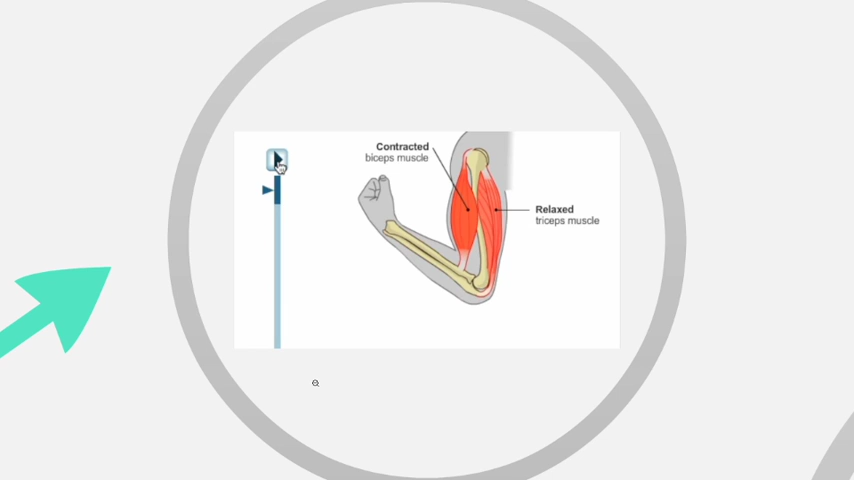 Contracted
biceps muscle
Relaxed
triceps muscle